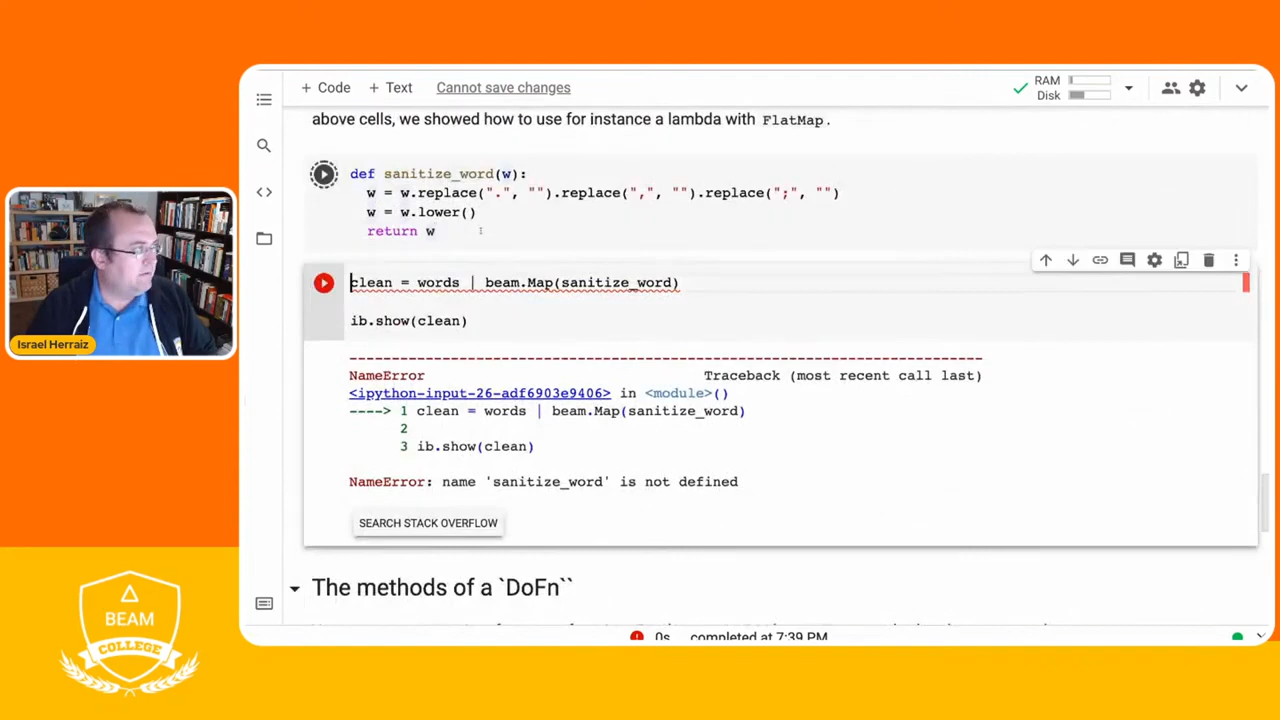 + Code + Text Cannot save changes RAM
Disk
above cells, we showed how to use for instance a lambda with FlatMap.
def sanitize_word(w):
w = w.replace(".", "").replace(",", "").replace(";", "")
w = w.lower()
return w
clean = words | beam.Map(sanitize_word)
ib.show(clean)
NameError Traceback (most recent call last)
<ipython-input-26-adf6903e9406> in <module>()
----> 1 clean = words | beam.Map(sanitize_word)
2
3 ib.show(clean)
NameError: name 'sanitize_word' is not defined
SEARCH STACK OVERFLOW
The methods of a `DoFn``
0s completed at 7:39 PM
Israel Herraiz
BEAM
COLLEGE